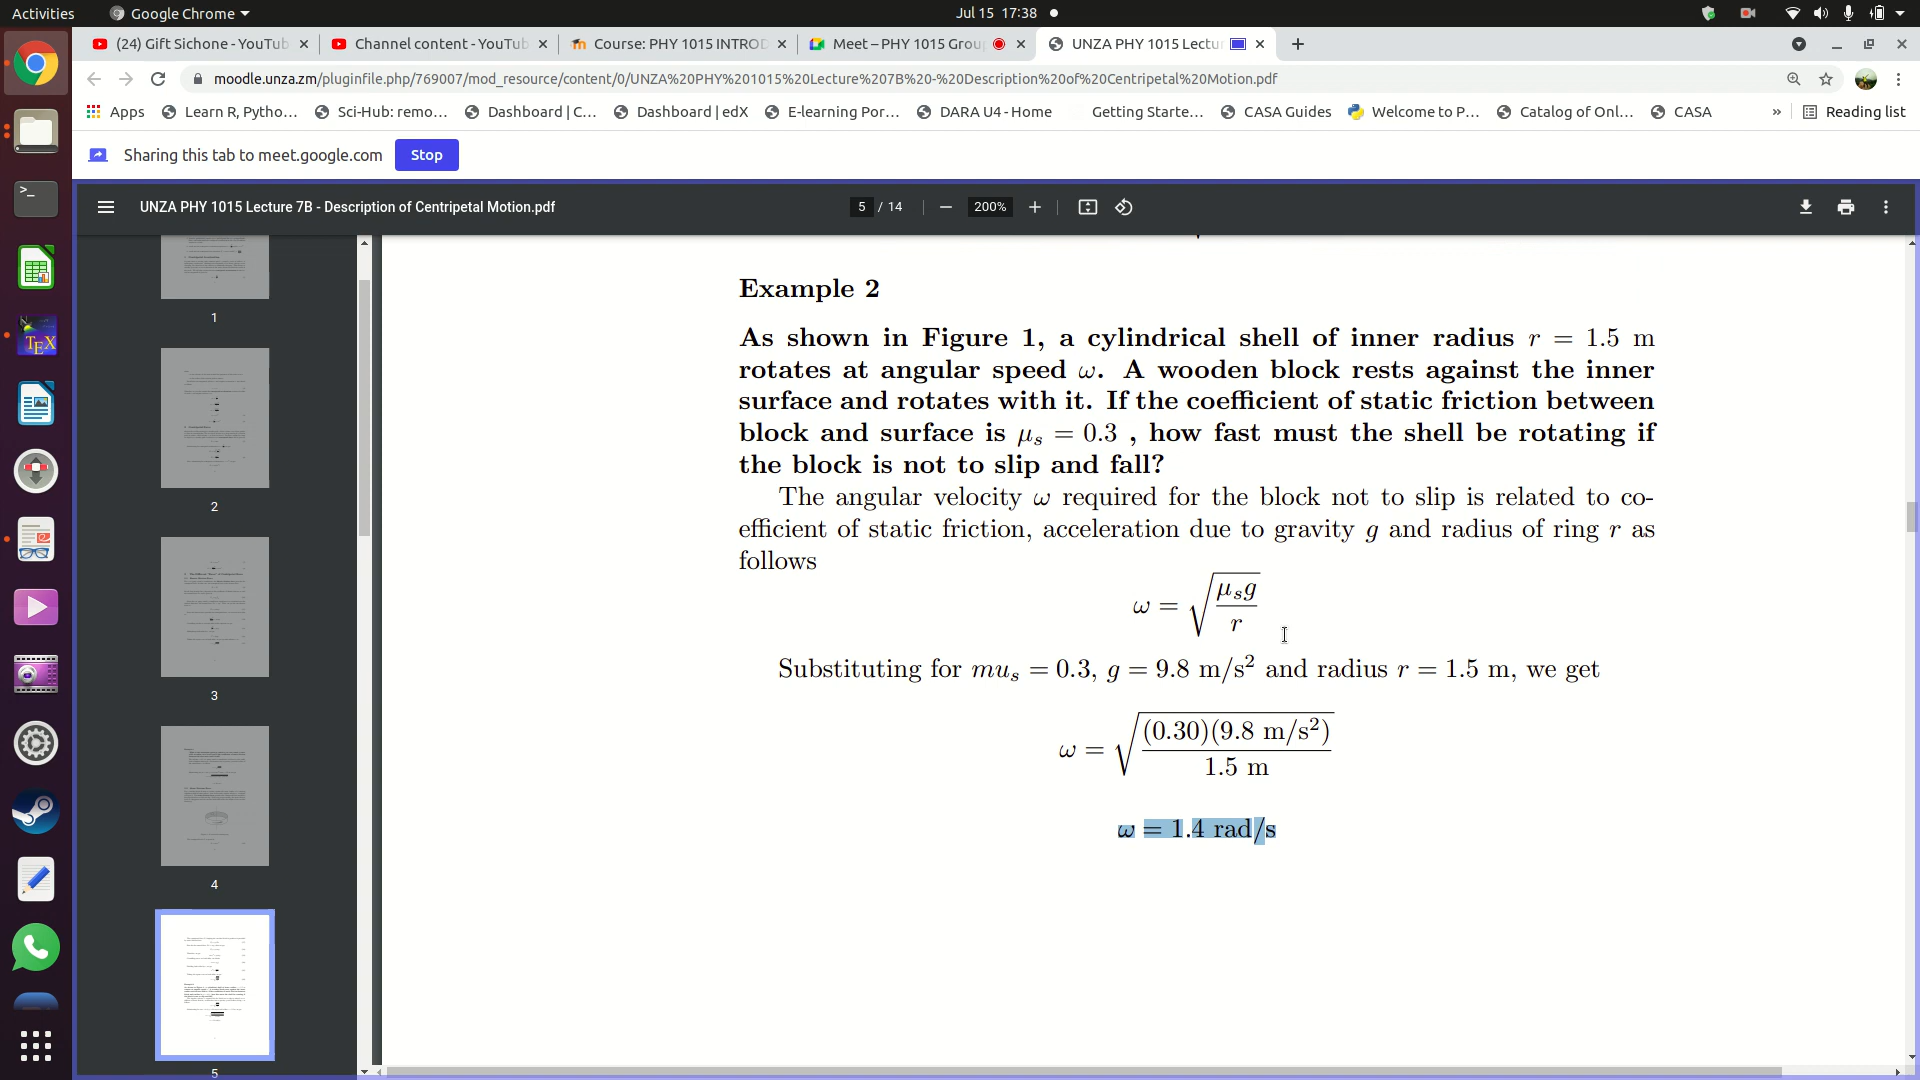 Activities
Google Chrome
Jul 15 17:38
(24) Gift Sichone - YouTub
Channel content - YouTub
Course: PHY 1015 INTROD
Meet – PHY 1015 Grou
UNZA PHY 1015 Lectur
moodle.unza.zm/pluginfile.php/769007/mod_resource/content/0/UNZA%20PHY%201015%20Lecture%207B%20-%20Description%20of%20Centripetal%20Motion.pdf
Apps
Learn R, Pytho...
Sci-Hub: remo...
Dashboard | C...
Dashboard | edX
E-learning Por...
DARA U4 - Home
Getting Starte...
CASA Guides
Welcome to P...
Catalog of Onl...
CASA
»
Reading list
Sharing this tab to meet.google.com
Stop
UNZA PHY 1015 Lecture 7B - Description of Centripetal Motion.pdf
5 / 14
200%
1
2
3
4
5
Example 2
As shown in Figure 1, a cylindrical shell of inner radius r = 1.5 m
rotates at angular speed ω. A wooden block rests against the inner
surface and rotates with it. If the coefficient of static friction between
block and surface is μs = 0.3 , how fast must the shell be rotating if
the block is not to slip and fall?
The angular velocity ω required for the block not to slip is related to co-
efficient of static friction, acceleration due to gravity g and radius of ring r as
follows
ω = √(μsg / r)
Substituting for mus = 0.3, g = 9.8 m/s² and radius r = 1.5 m, we get
ω = √((0.30)(9.8 m/s²) / 1.5 m)
ω = 1.4 rad/s